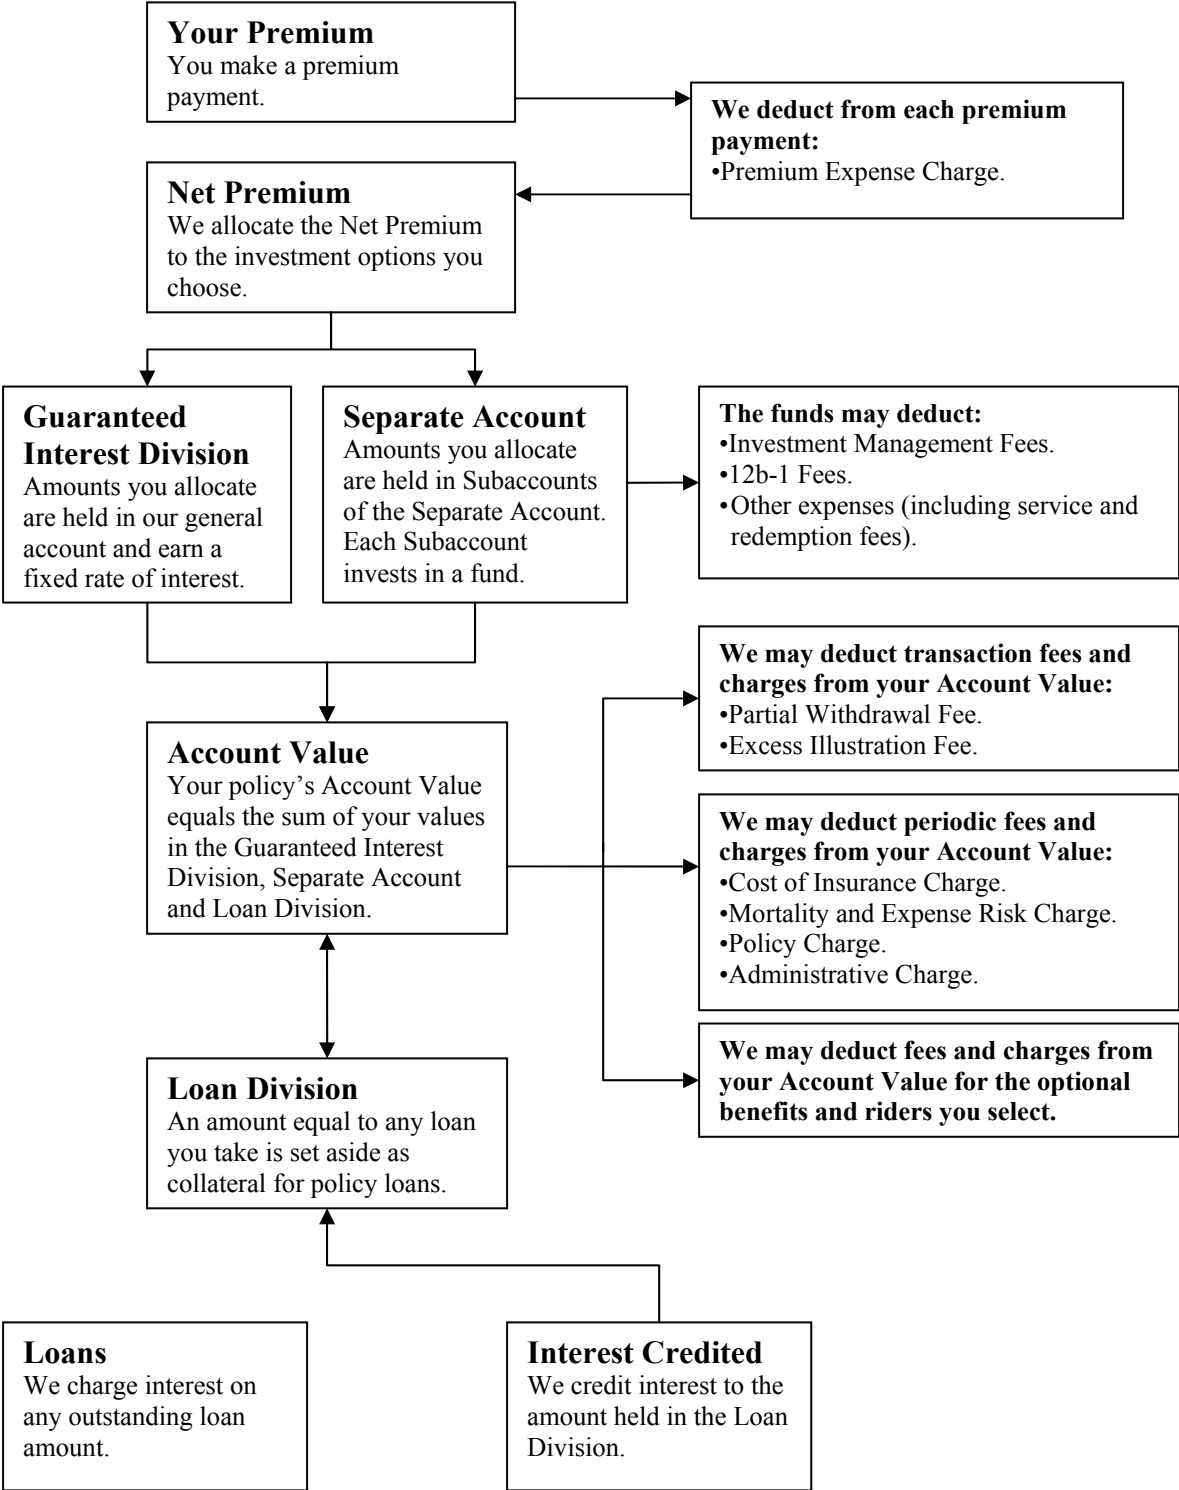 Your Premium
You make a premium
payment.
We deduct from each premium
payment:
•Premium Expense Charge.
Net Premium
We allocate the Net Premium
to the investment options you
choose.
Guaranteed
Interest Division
Amounts you allocate
are held in our general
account and earn a
fixed rate of interest.
Separate Account
Amounts you allocate
are held in Subaccounts
of the Separate Account.
Each Subaccount
invests in a fund.
The funds may deduct:
•Investment Management Fees.
•12b-1 Fees.
•Other expenses (including service and
redemption fees).
We may deduct transaction fees and
charges from your Account Value:
•Partial Withdrawal Fee.
•Excess Illustration Fee.
Account Value
Your policy’s Account Value
equals the sum of your values
in the Guaranteed Interest
Division, Separate Account
and Loan Division.
We may deduct periodic fees and
charges from your Account Value:
•Cost of Insurance Charge.
•Mortality and Expense Risk Charge.
•Policy Charge.
•Administrative Charge.
We may deduct fees and charges from
your Account Value for the optional
benefits and riders you select.
Loan Division
An amount equal to any loan
you take is set aside as
collateral for policy loans.
Loans
We charge interest on
any outstanding loan
amount.
Interest Credited
We credit interest to the
amount held in the Loan
Division.